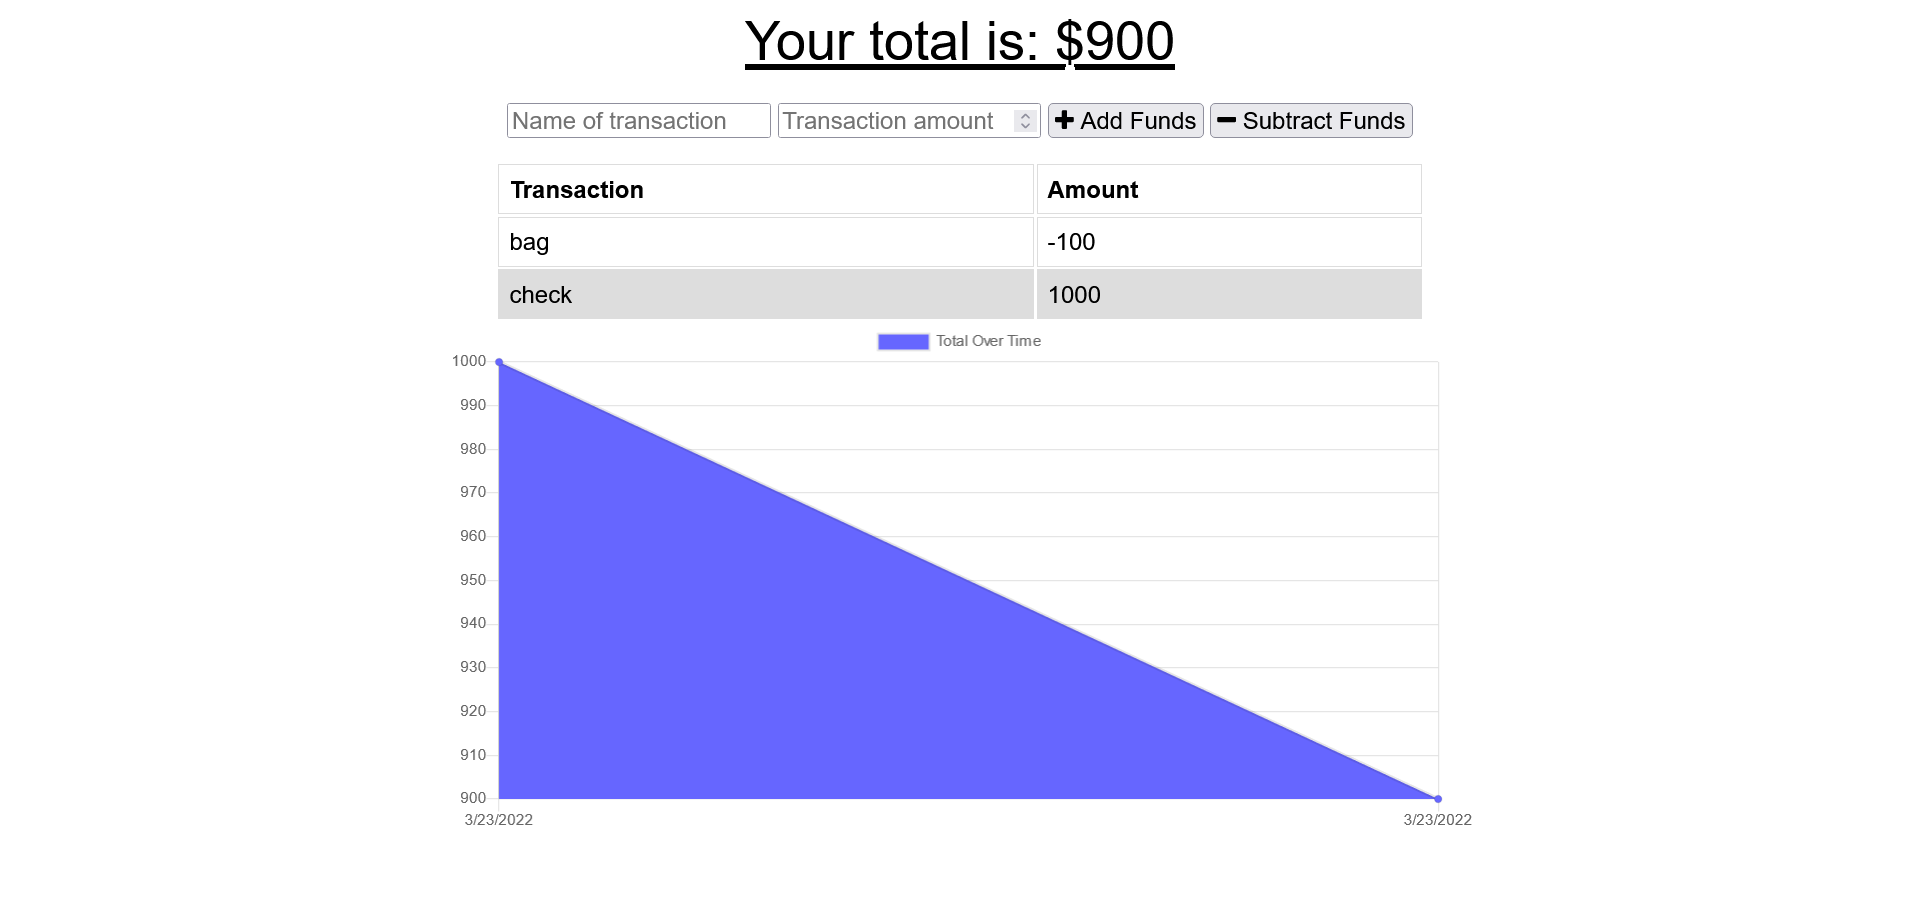 Your total is: $900
Name of transaction Transaction amount Add Funds Subtract Funds
Transaction Amount
bag -100
check 1000
Total Over Time
1000
990
980
970
960
950
940
930
920
910
900
3/23/2022 3/23/2022